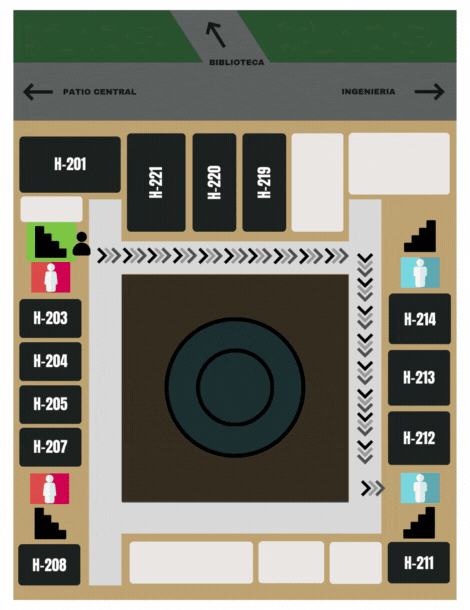 BIBLIOTECA
PATIO CENTRAL
INGENIERIA
H-201
H-221
H-220
H-219
H-203
H-204
H-205
H-207
H-208
H-214
H-213
H-212
H-211